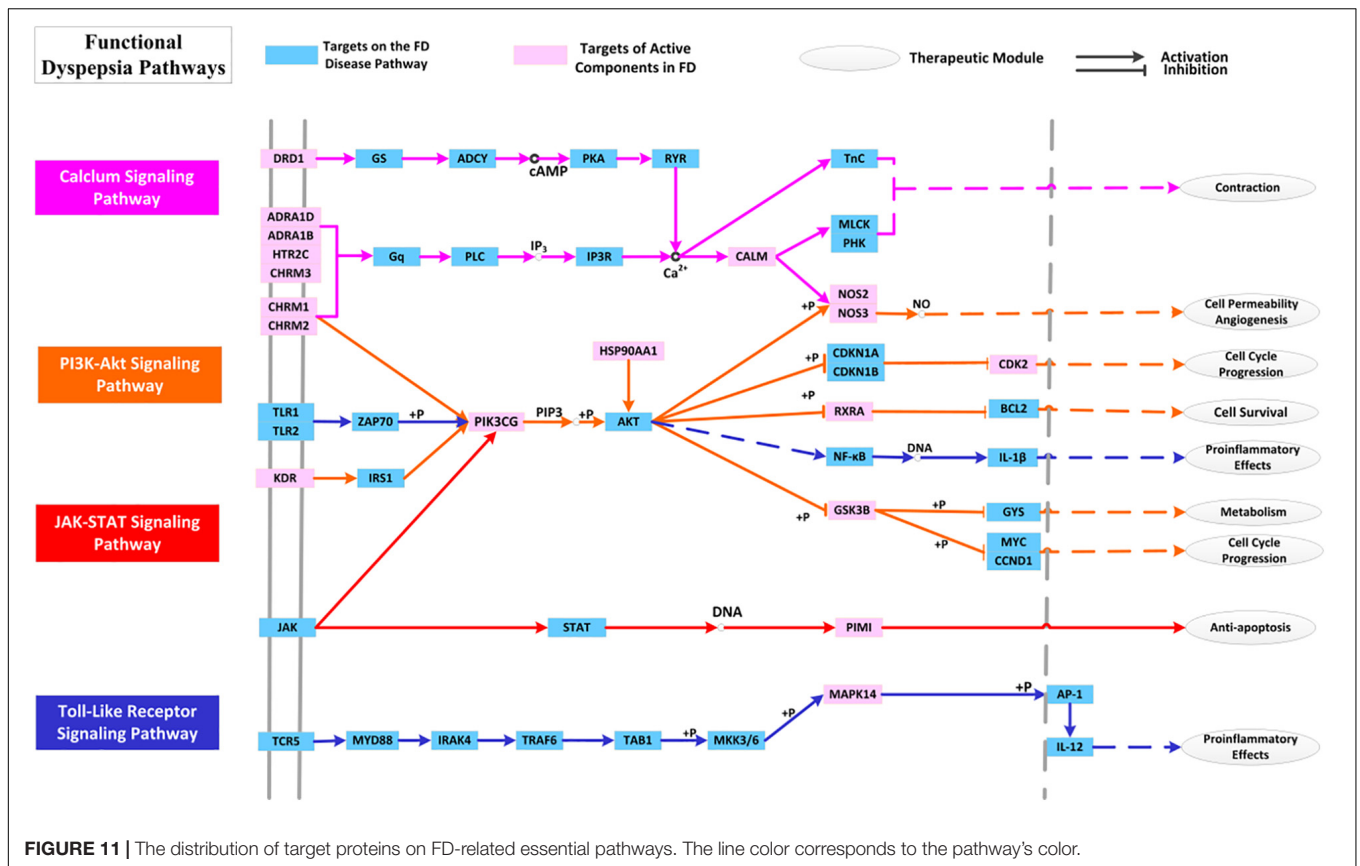 Functional
Dyspepsia Pathways
Targets on the FD
Disease Pathway
Targets of Active
Components in FD
Therapeutic Module
Activation
Inhibition
Calclum Signaling
Pathway
DRD1
GS
ADCY
cAMP
PKA
RYR
TnC
Contraction
ADRA1D
ADRA1B
HTR2C
CHRM3
Gq
PLC
IP3
IP3R
Ca2+
CALM
MLCK
PHK
CHRM1
CHRM2
+P
NOS2
NOS3
NO
Cell Permeability
Angiogenesis
PI3K-Akt Signaling
Pathway
HSP90AA1
+P
CDKN1A
CDKN1B
CDK2
Cell Cycle
Progression
TLR1
TLR2
ZAP70
+P
PIK3CG
PIP3
+P
AKT
+P
RXRA
BCL2
Cell Survival
NF-κB
DNA
IL-1β
Proinflammatory
Effects
KDR
IRS1
+P
GSK3B
+P
GYS
Metabolism
+P
MYC
CCND1
Cell Cycle
Progression
JAK-STAT Signaling
Pathway
JAK
STAT
DNA
PIMI
Anti-apoptosis
Toll-Like Receptor
Signaling Pathway
TCR5
MYD88
IRAK4
TRAF6
TAB1
+P
MKK3/6
+P
MAPK14
+P
AP-1
IL-12
Proinflammatory
Effects
FIGURE 11 | The distribution of target proteins on FD-related essential pathways. The line color corresponds to the pathway's color.